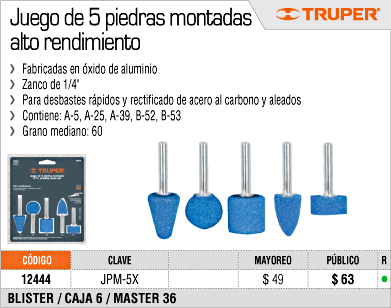 Juego de 5 piedras montadas
alto rendimiento
TRUPER®
› Fabricadas en óxido de aluminio
› Zanco de 1/4"
› Para desbastes rápidos y rectificado de acero al carbono y aleados
› Contiene: A-5, A-25, A-39, B-52, B-53
› Grano mediano: 60
TRUPER
CÓDIGO CLAVE MAYOREO PÚBLICO R
12444 JPM-5X $ 49 $ 63
BLISTER / CAJA 6 / MASTER 36